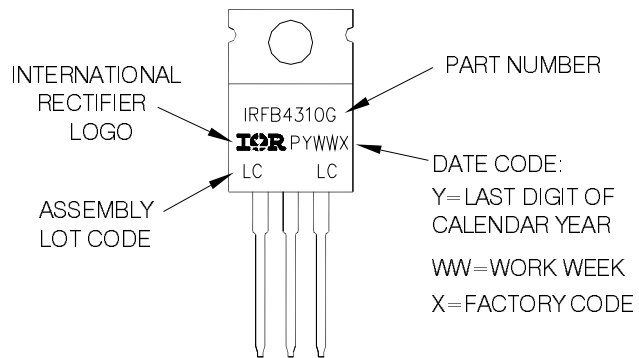 INTERNATIONAL
RECTIFIER
LOGO
PART NUMBER
IRFB4310G
IOR PYWWX
LC LC
ASSEMBLY
LOT CODE
DATE CODE:
Y=LAST DIGIT OF
CALENDAR YEAR
WW=WORK WEEK
X=FACTORY CODE